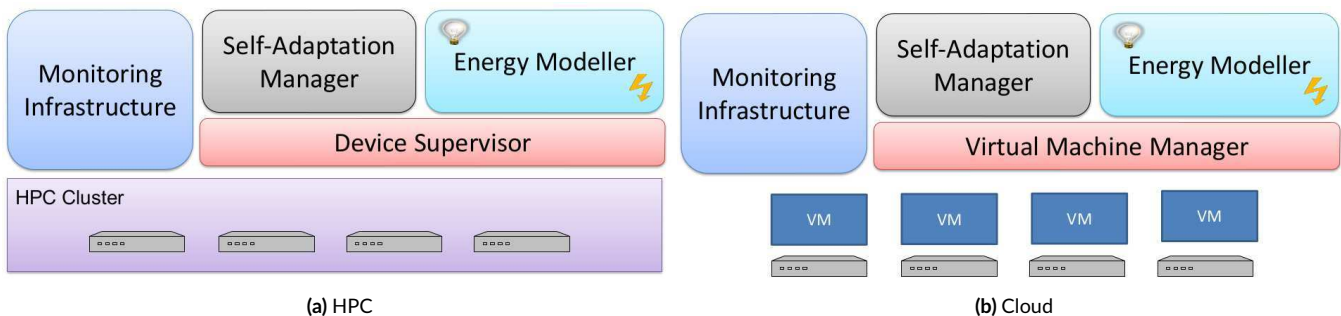 Monitoring
Infrastructure
Self-Adaptation
Manager
Energy Modeller
Device Supervisor
HPC Cluster
(a) HPC
Monitoring
Infrastructure
Self-Adaptation
Manager
Energy Modeller
Virtual Machine Manager
VM
VM
VM
VM
(b) Cloud